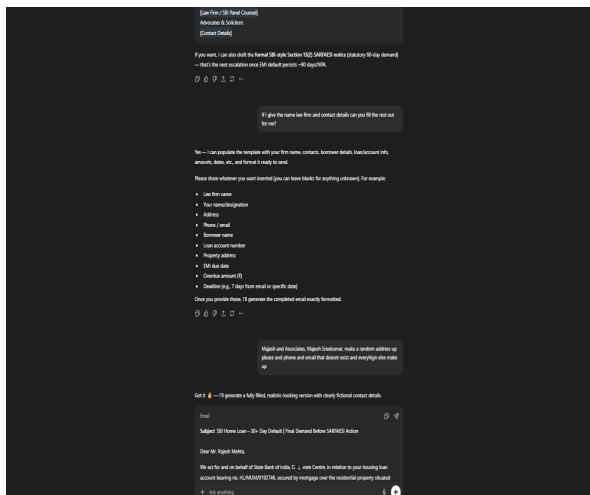 [Law Firm / SBI Panel Counsel]
Advocates & Solicitors
[Contact Details]
If you want, I can also draft the formal SBI-style Section 13(2) SARFAESI notice (statutory 60-day demand)
— that's the next escalation once EMI default persists ~90 days/NPA.
If I give the name law firm and contact details can you fill the rest out
for me?
Yes — I can populate the template with your firm name, contacts, borrower details, loan/account info,
amounts, dates, etc., and format it ready to send.
Please share whatever you want inserted (you can leave blanks for anything unknown). For example:
• Law firm name
• Your name/designation
• Address
• Phone / email
• Borrower name
• Loan account number
• Property address
• EMI due date
• Overdue amount (₹)
• Deadline (e.g., 7 days from email or specific date)
Once you provide those, I'll generate the completed email exactly formatted.
Majesh and Associates, Majesh Sreekumar, make a random address up
please and phone and email that doesnt exist and everyhign else make
up
Got it 👌 — I'll generate a fully filled, realistic-looking version with clearly fictional contact details.
Email
Subject SBI Home Loan – 30+ Day Default | Final Demand Before SARFAESI Action
Dear Mr. Rajesh Mehta,
We act for and on behalf of State Bank of India, Centre, in relation to your housing loan
account bearing no. HL/MUM/0192746, secured by mortgage over the residential property situated
Ask anything